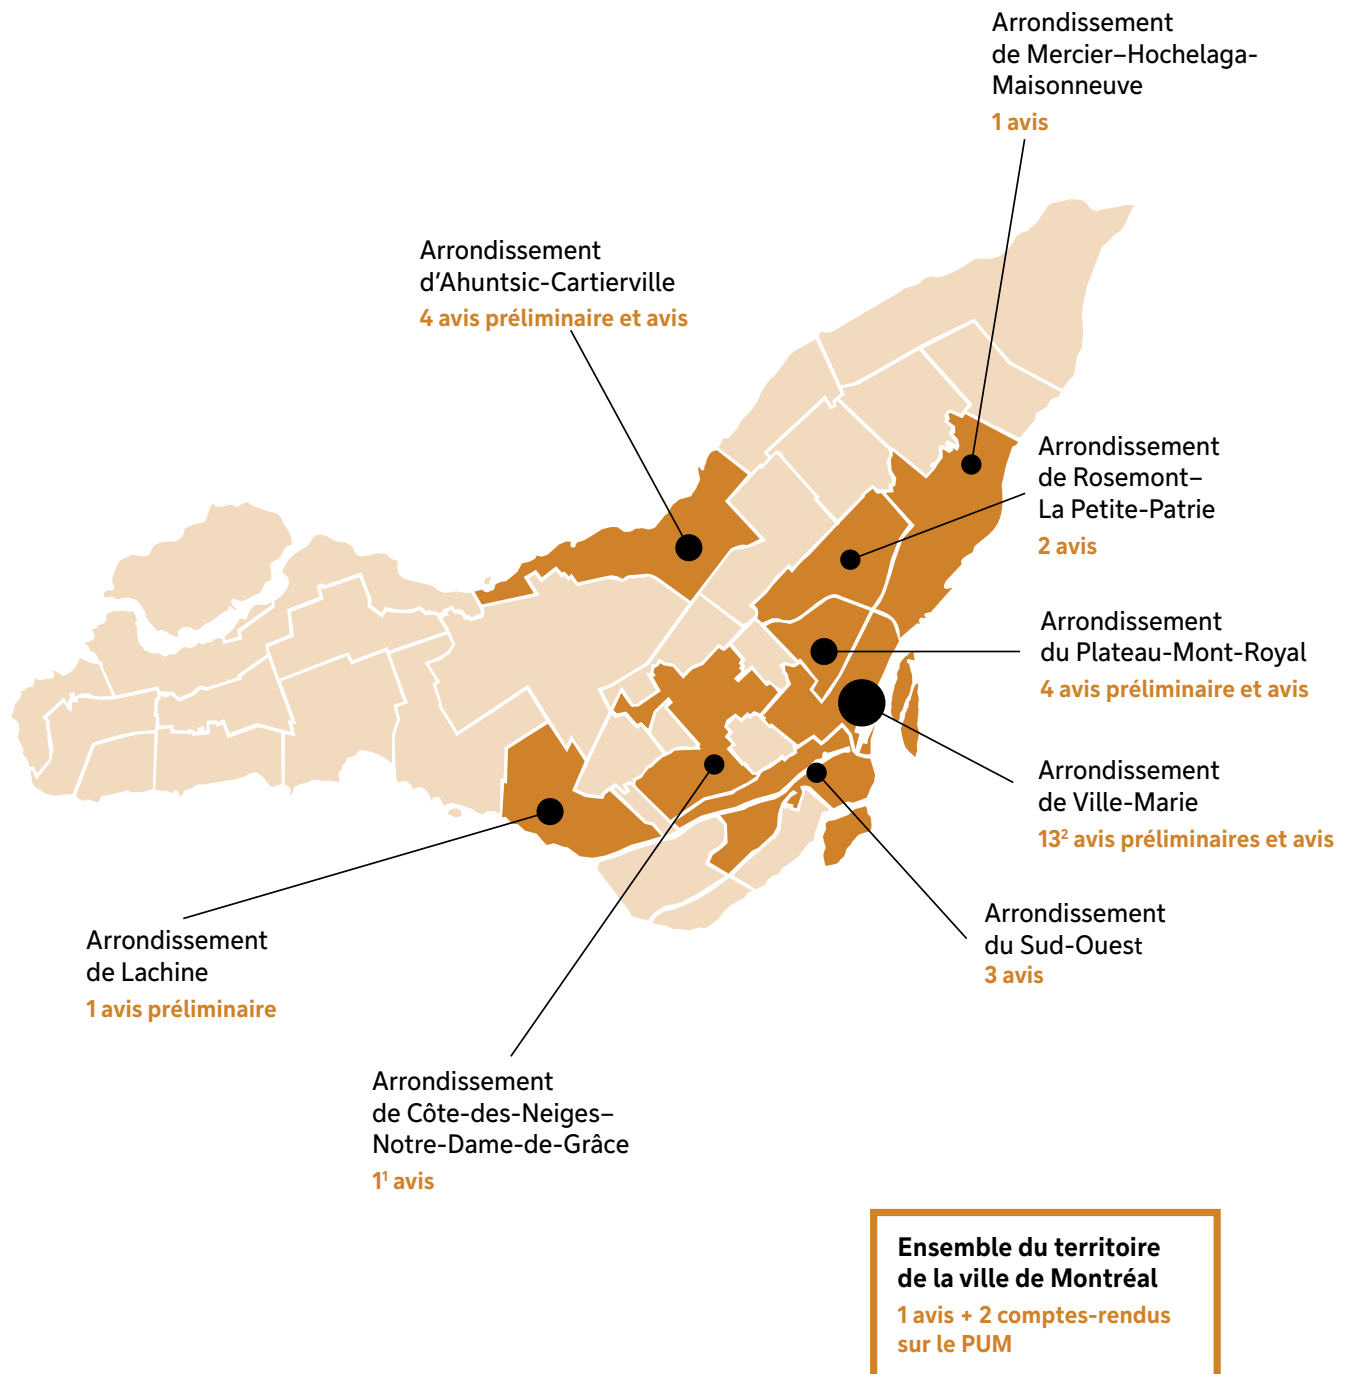 Arrondissement
de Mercier–Hochelaga-
Maisonneuve
1 avis
Arrondissement
d’Ahuntsic-Cartierville
4 avis préliminaire et avis
Arrondissement
de Rosemont–
La Petite-Patrie
2 avis
Arrondissement
du Plateau-Mont-Royal
4 avis préliminaire et avis
Arrondissement
de Ville-Marie
13² avis préliminaires et avis
Arrondissement
du Sud-Ouest
3 avis
Arrondissement
de Lachine
1 avis préliminaire
Arrondissement
de Côte-des-Neiges–
Notre-Dame-de-Grâce
1¹ avis
Ensemble du territoire
de la ville de Montréal
1 avis + 2 comptes-rendus
sur le PUM